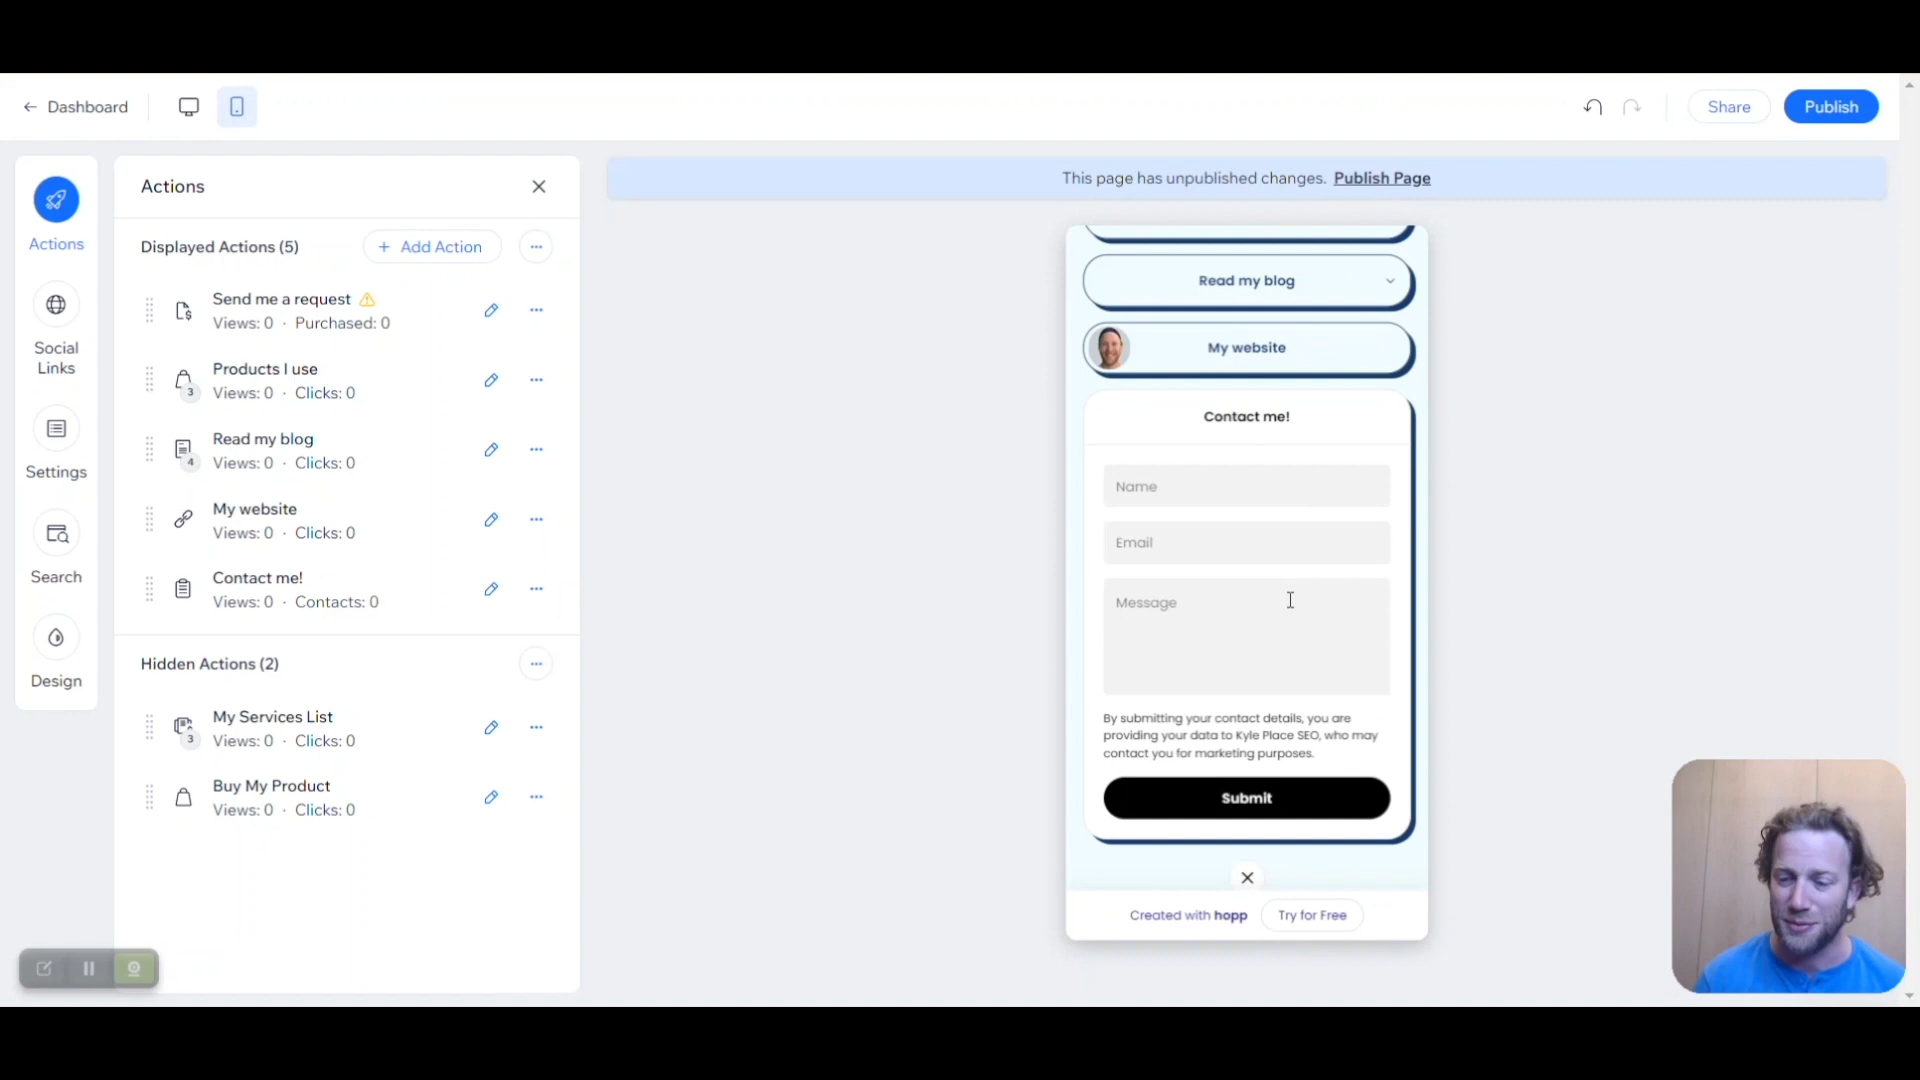 Dashboard
Share
Publish
Actions
Social
Links
Settings
Search
Design
Actions
Displayed Actions (5)
+ Add Action
Send me a request
Views: 0 · Purchased: 0
Products I use
3
Views: 0 · Clicks: 0
Read my blog
4
Views: 0 · Clicks: 0
My website
Views: 0 · Clicks: 0
Contact me!
Views: 0 · Contacts: 0
Hidden Actions (2)
My Services List
3
Views: 0 · Clicks: 0
Buy My Product
Views: 0 · Clicks: 0
This page has unpublished changes. Publish Page
Read my blog
My website
Contact me!
Name
Email
Message
By submitting your contact details, you are
providing your data to Kyle Place SEO, who may
contact you for marketing purposes.
Submit
Created with hopp
Try for Free